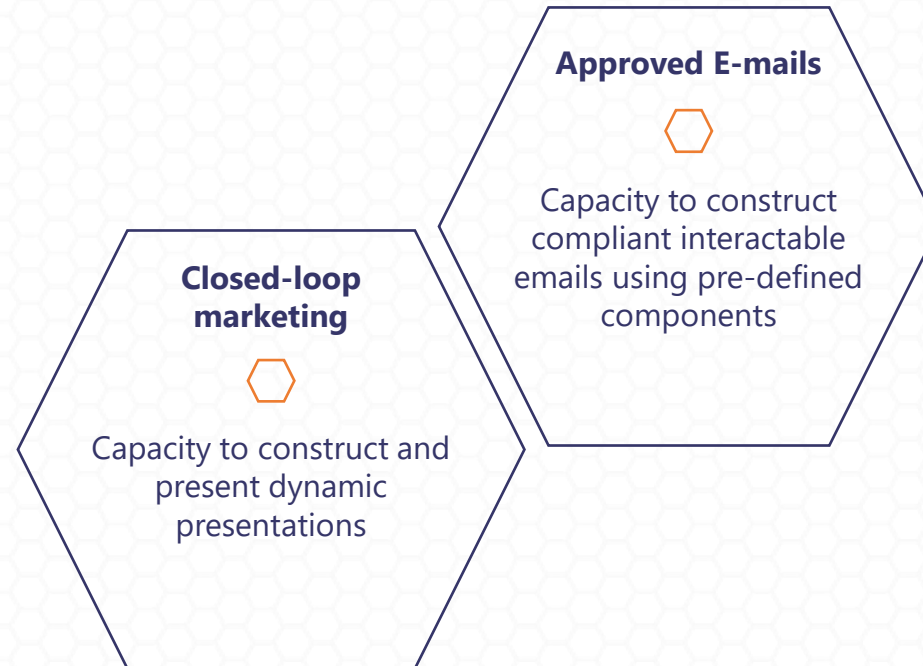 Approved E-mails
Capacity to construct
compliant interactable
emails using pre-defined
components
Closed-loop
marketing
Capacity to construct and
present dynamic
presentations